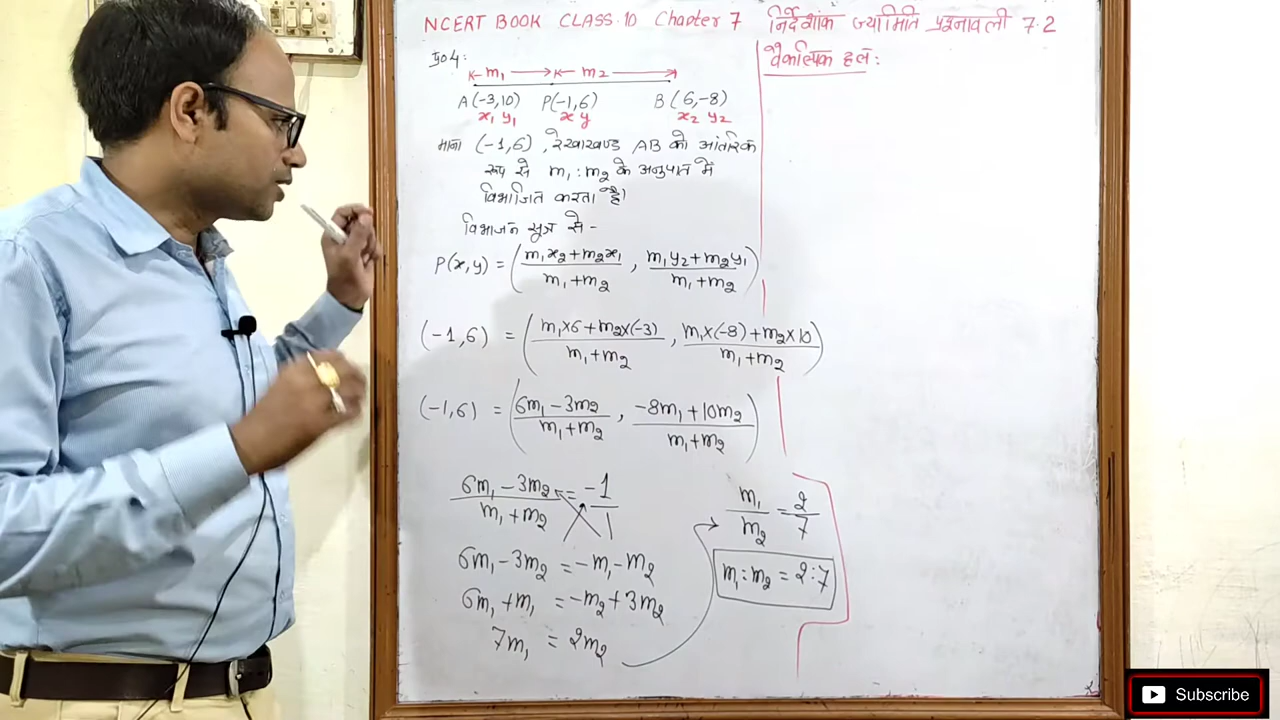 NCERT BOOK CLASS-10 Chapter 7 निर्देशांक ज्यामिति प्रश्नावली 7.2
प्र०4:
m₁ m₂
A(-3,10) P(-1,6) B(6,-8)
x₁ y₁ x y x₂ y₂
माना (-1,6), रेखाखण्ड AB को आंतरिक
रूप से m₁:m₂ के अनुपात में
विभाजित करता है।
विभाजन सूत्र से -
P(x,y) = ((m₁x₂+m₂x₁)/(m₁+m₂), (m₁y₂+m₂y₁)/(m₁+m₂))
(-1,6) = ((m₁×6+m₂×(-3))/(m₁+m₂), (m₁×(-8)+m₂×10)/(m₁+m₂))
(-1,6) = ((6m₁-3m₂)/(m₁+m₂), (-8m₁+10m₂)/(m₁+m₂))
(6m₁-3m₂)/(m₁+m₂) = -1/1
6m₁-3m₂ = -m₁-m₂
6m₁+m₁ = -m₂+3m₂
7m₁ = 2m₂
m₁/m₂ = 2/7
m₁:m₂ = 2:7
वैकल्पिक हल:
Subscribe